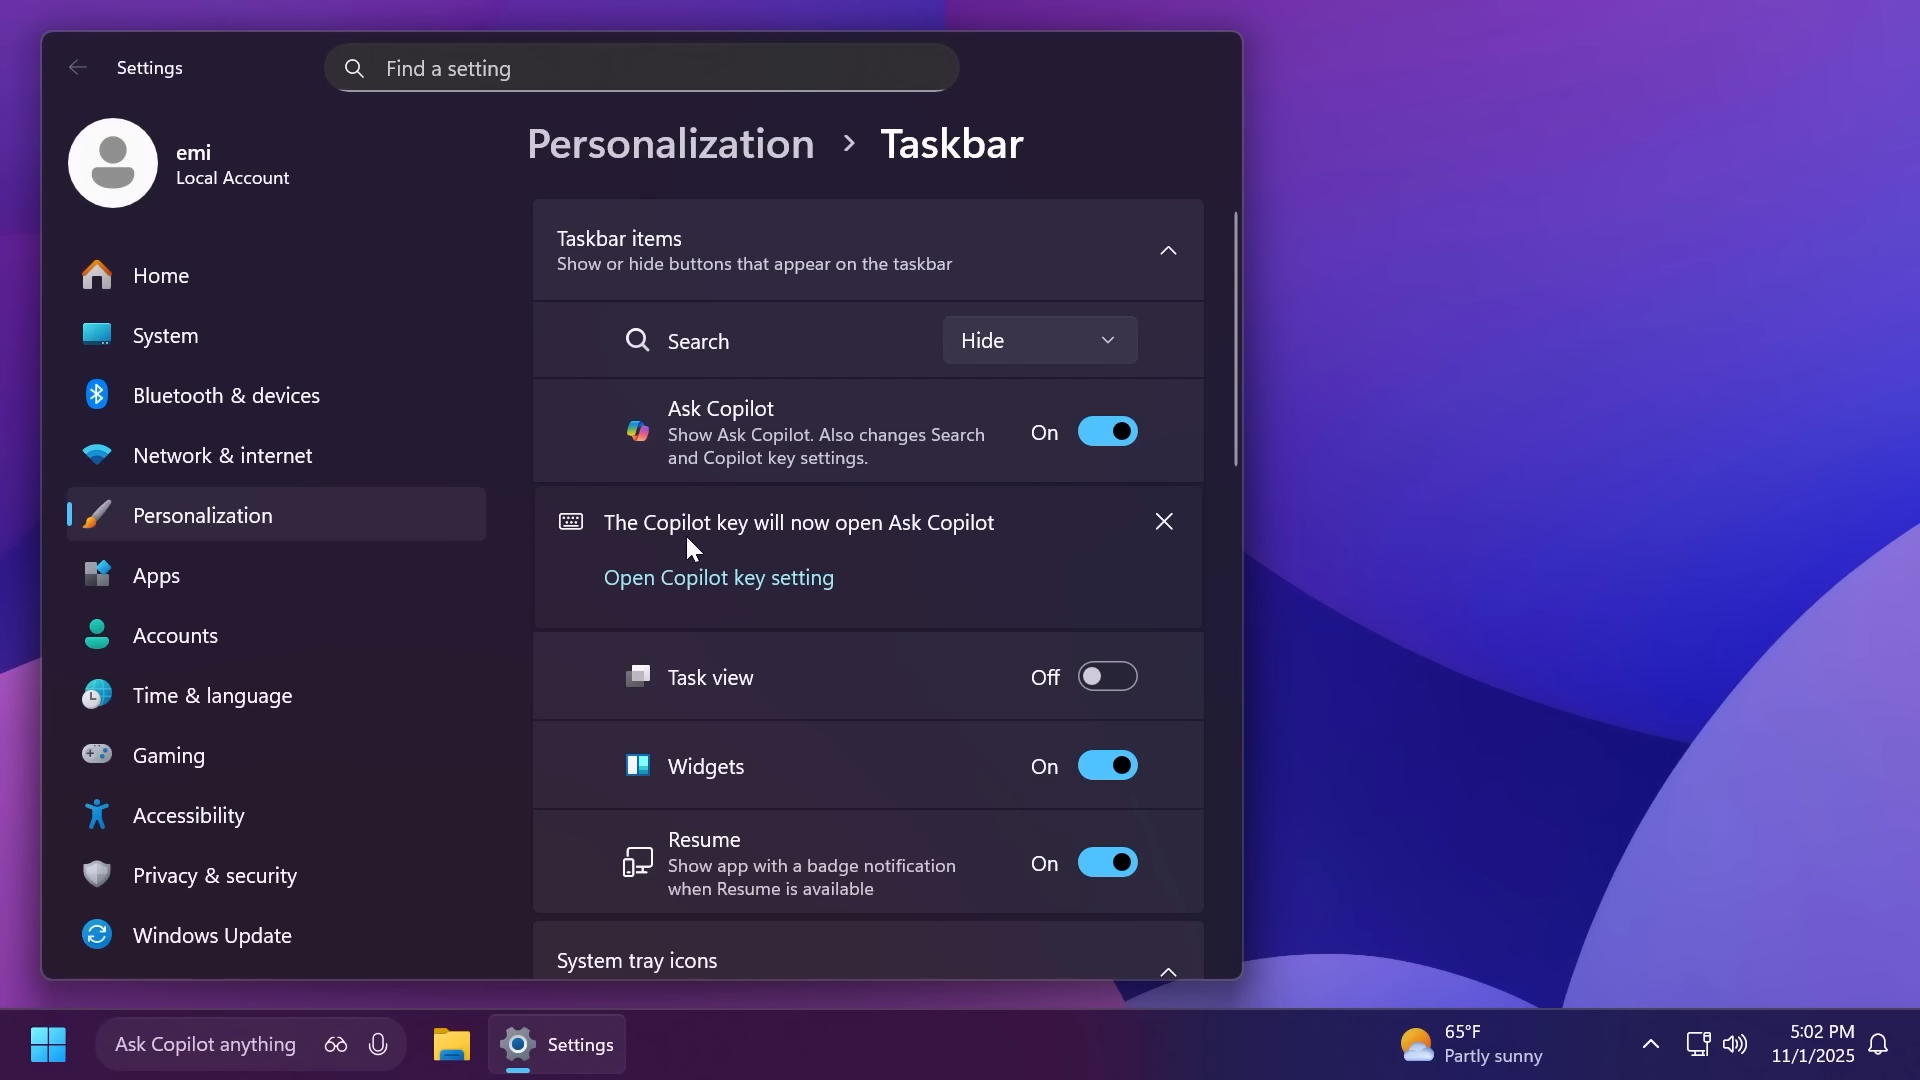 Settings
Find a setting
emi
Local Account
Home
System
Bluetooth & devices
Network & internet
Personalization
Apps
Accounts
Time & language
Gaming
Accessibility
Privacy & security
Windows Update
Personalization > Taskbar
Taskbar items
Show or hide buttons that appear on the taskbar
Search
Hide
Ask Copilot
Show Ask Copilot. Also changes Search
and Copilot key settings.
On
The Copilot key will now open Ask Copilot
Open Copilot key setting
Task view
Off
Widgets
On
Resume
Show app with a badge notification
when Resume is available
On
System tray icons
Ask Copilot anything
Settings
65°F
Partly sunny
5:02 PM
11/1/2025